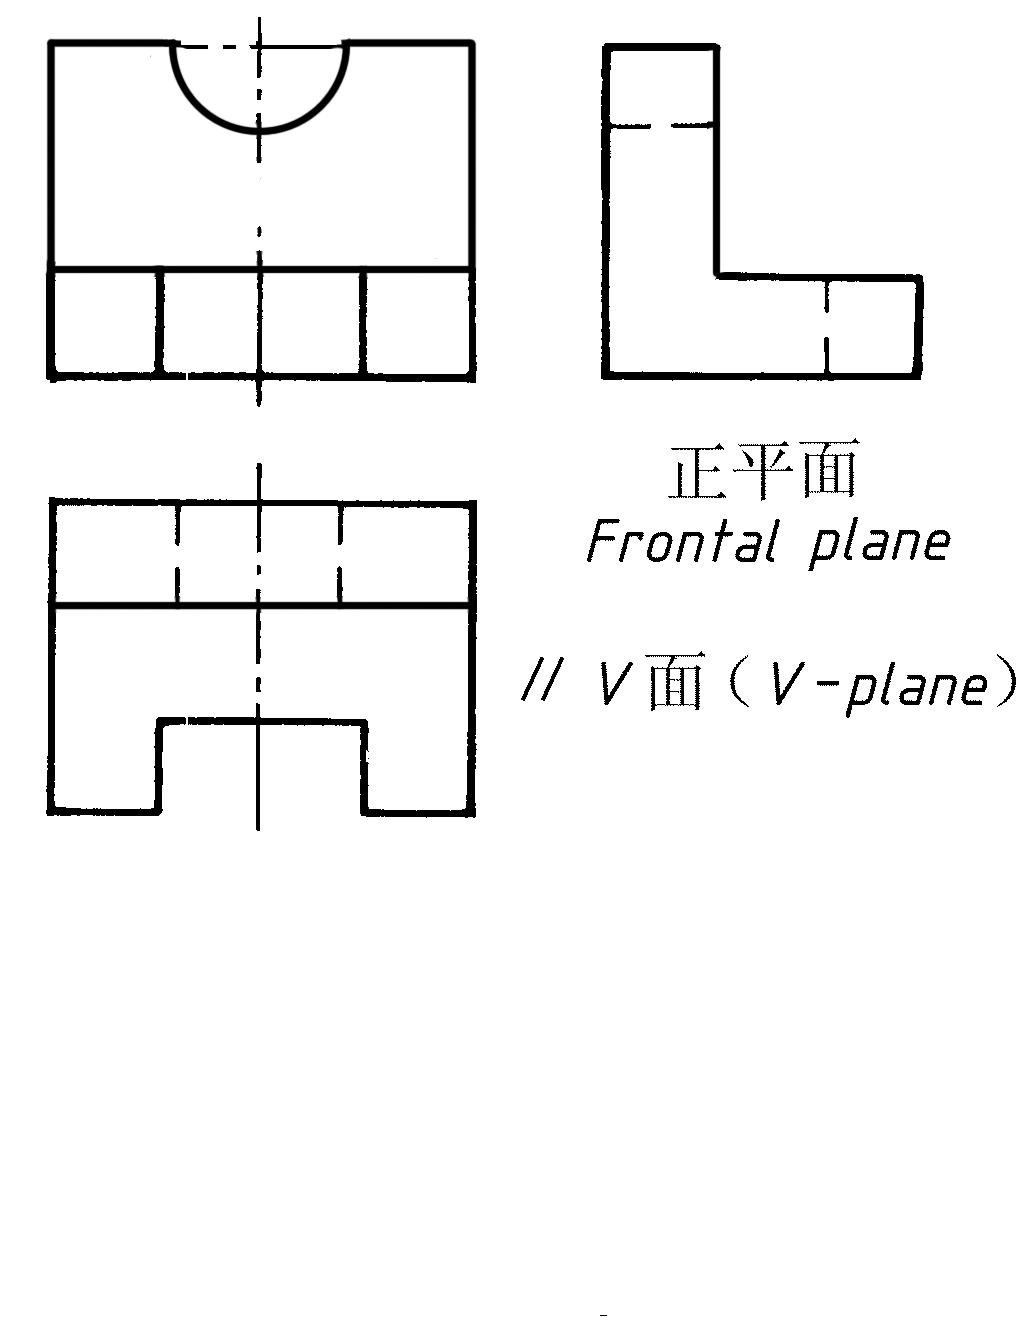 正平面
Frontal plane
// V面（V-plane）